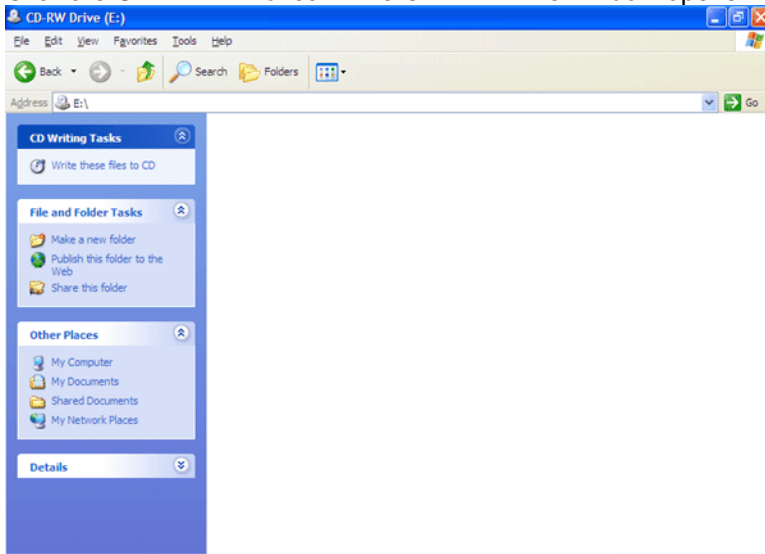 CD-RW Drive (E:)
File Edit View Favorites Tools Help
Back Search Folders
Address E:\ Go
CD Writing Tasks
Write these files to CD
File and Folder Tasks
Make a new folder
Publish this folder to the
Web
Share this folder
Other Places
My Computer
My Documents
Shared Documents
My Network Places
Details